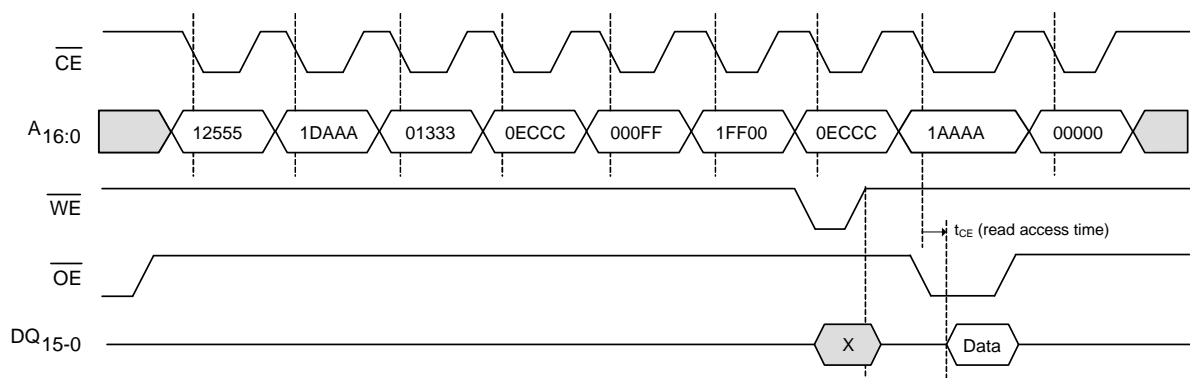 CE
A16:0 12555 1DAAA 01333 0ECCC 000FF 1FF00 0ECCC 1AAAA 00000
WE
tCE (read access time)
OE
DQ15-0 X Data